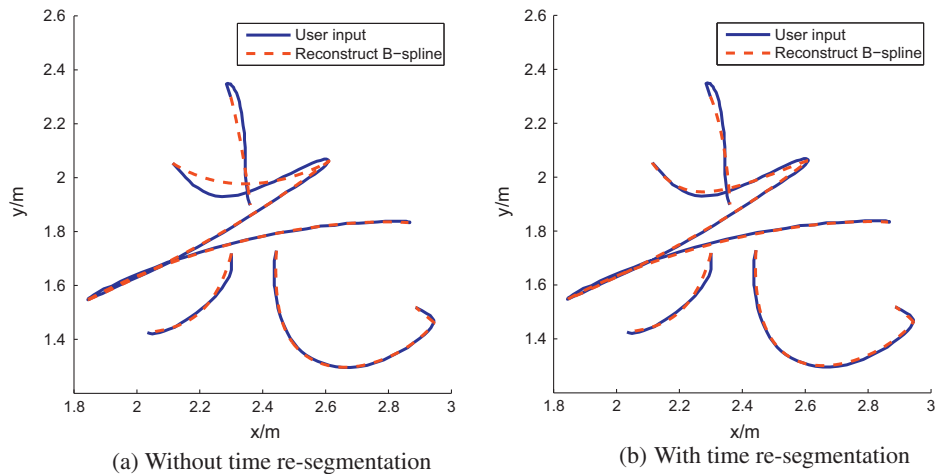 2.6
2.4
2.2
2
1.8
1.6
1.4
y/m
User input
Reconstruct B-spline
1.8 2 2.2 2.4 2.6 2.8 3
x/m
(a) Without time re-segmentation
2.6
2.4
2.2
2
1.8
1.6
1.4
y/m
User input
Reconstruct B-spline
1.8 2 2.2 2.4 2.6 2.8 3
x/m
(b) With time re-segmentation